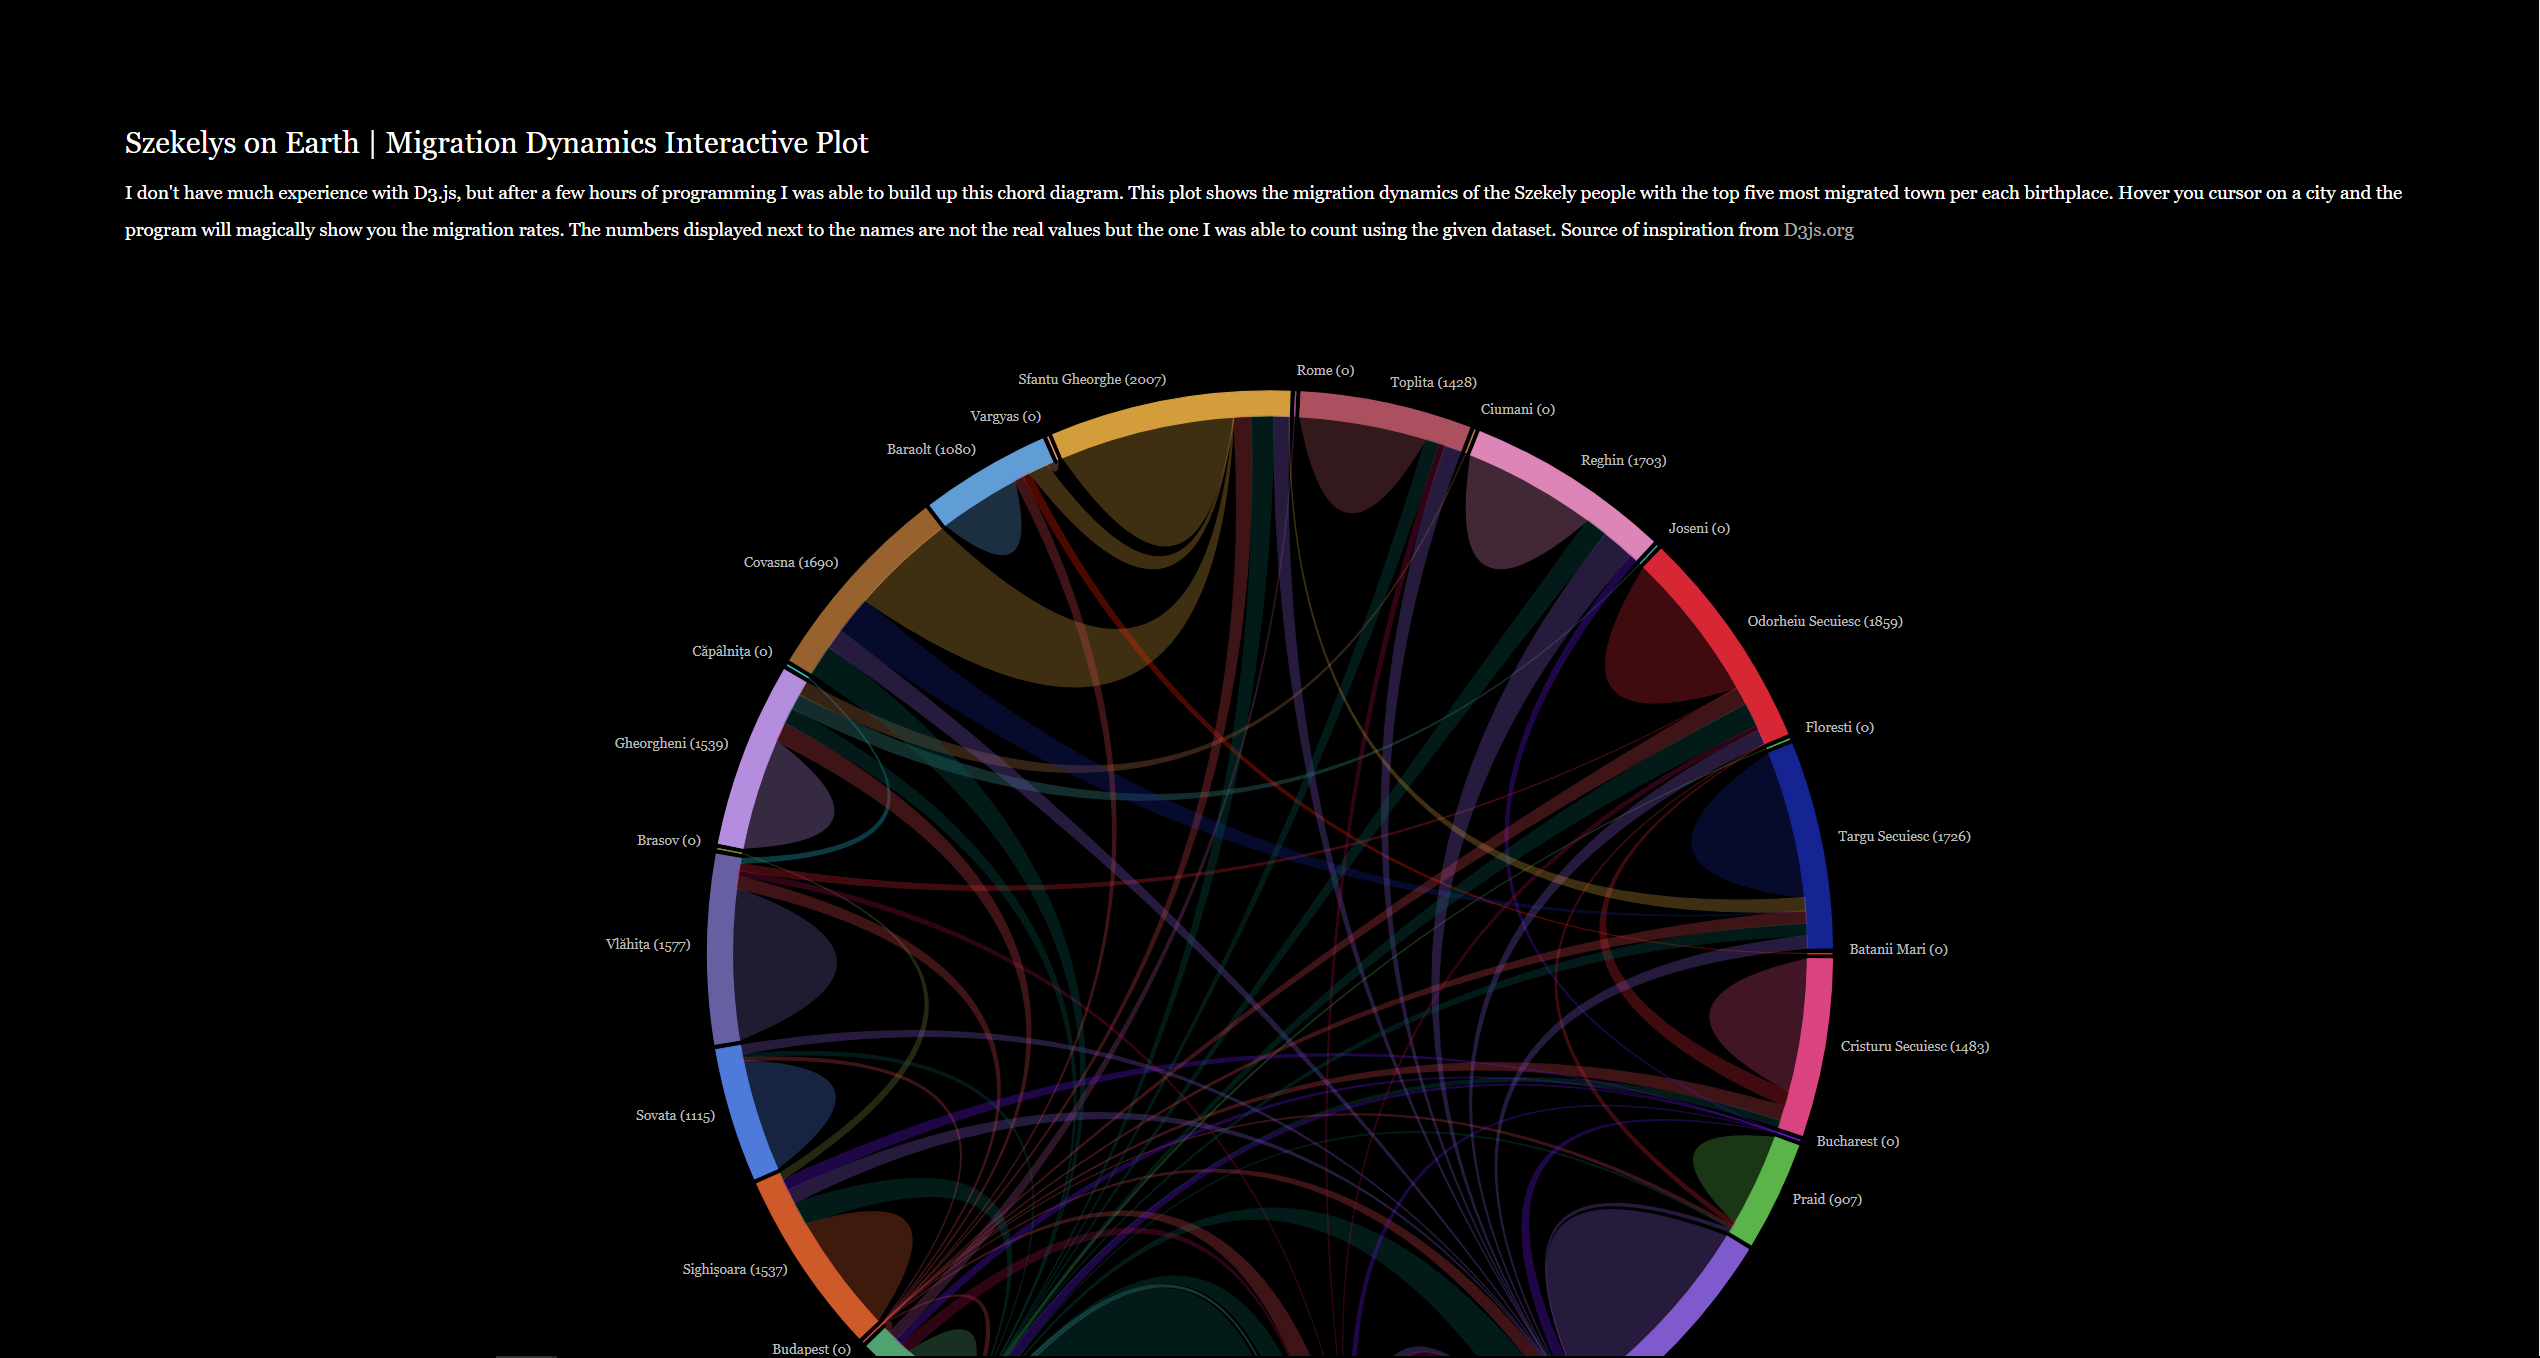 Szekelys on Earth | Migration Dynamics Interactive Plot
I don't have much experience with D3.js, but after a few hours of programming I was able to build up this chord diagram. This plot shows the migration dynamics of the Szekely people with the top five most migrated town per each birthplace. Hover you cursor on a city and the
program will magically show you the migration rates. The numbers displayed next to the names are not the real values but the one I was able to count using the given dataset. Source of inspiration from D3js.org
Rome (0)
Sfantu Gheorghe (2007)
Toplita (1428)
Ciumani (0)
Vargyas (0)
Baraolt (1080)
Reghin (1703)
Joseni (0)
Covasna (1690)
Odorheiu Secuiesc (1859)
Căpâlnița (0)
Floresti (0)
Gheorgheni (1539)
Targu Secuiesc (1726)
Brasov (0)
Vlăhița (1577)
Batanii Mari (0)
Cristuru Secuiesc (1483)
Sovata (1115)
Bucharest (0)
Praid (907)
Sighișoara (1537)
Budapest (0)